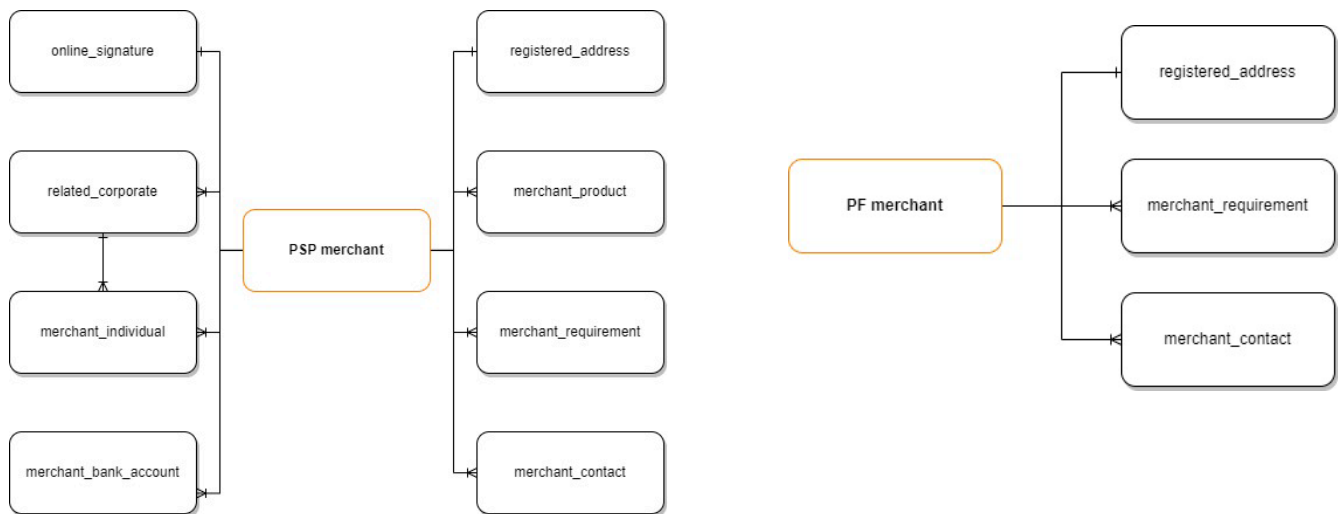 online_signature
related_corporate
merchant_individual
merchant_bank_account
PSP merchant
registered_address
merchant_product
merchant_requirement
merchant_contact
PF merchant
registered_address
merchant_requirement
merchant_contact